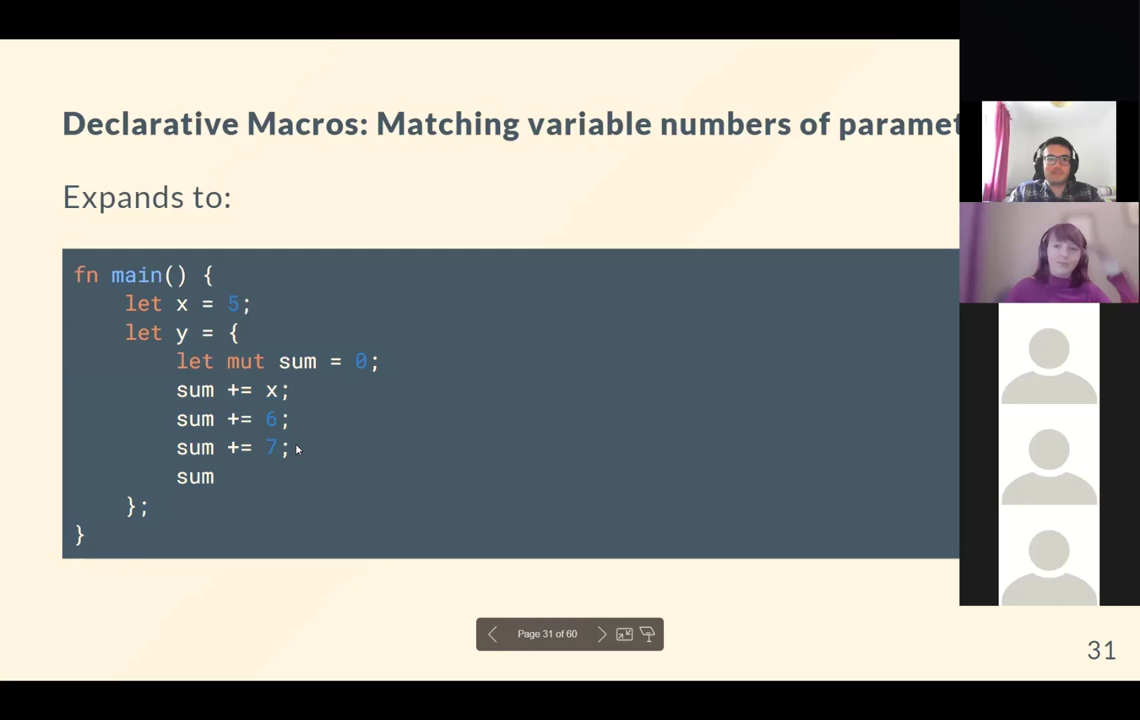 Declarative Macros: Matching variable numbers of paramet
Expands to:
fn main() {
    let x = 5;
    let y = {
        let mut sum = 0;
        sum += x;
        sum += 6;
        sum += 7;
        sum
    };
}
Page 31 of 60
31